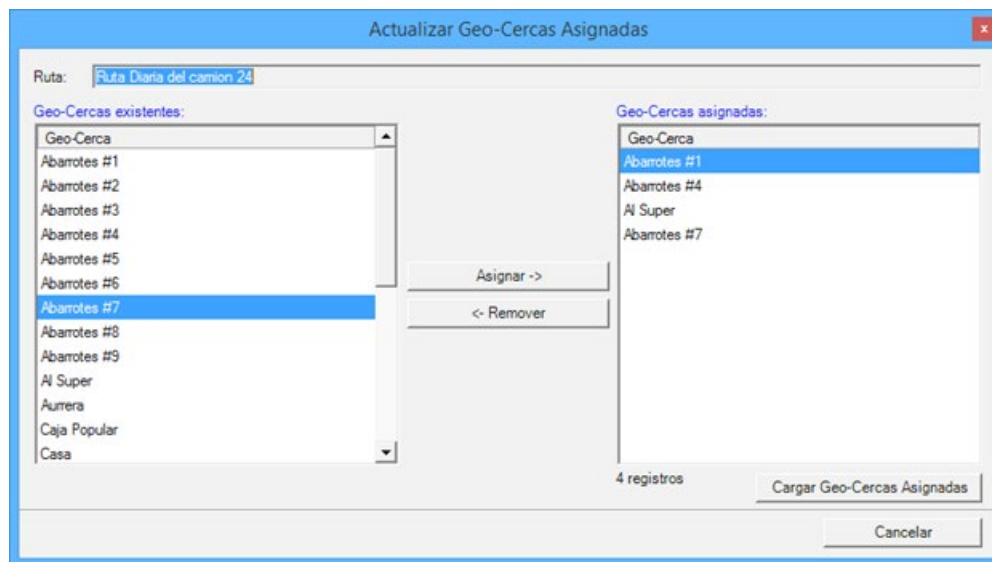 Actualizar Geo-Cercas Asignadas
x
Ruta: Ruta Diaria del camion 24
Geo-Cercas existentes:
Geo-Cerca
Abarrotes #1
Abarrotes #2
Abarrotes #3
Abarrotes #4
Abarrotes #5
Abarrotes #6
Abarrotes #7
Abarrotes #8
Abarrotes #9
Al Super
Aurrera
Caja Popular
Casa
Asignar ->
<- Remover
Geo-Cercas asignadas:
Geo-Cerca
Abarrotes #1
Abarrotes #4
Al Super
Abarrotes #7
4 registros
Cargar Geo-Cercas Asignadas
Cancelar